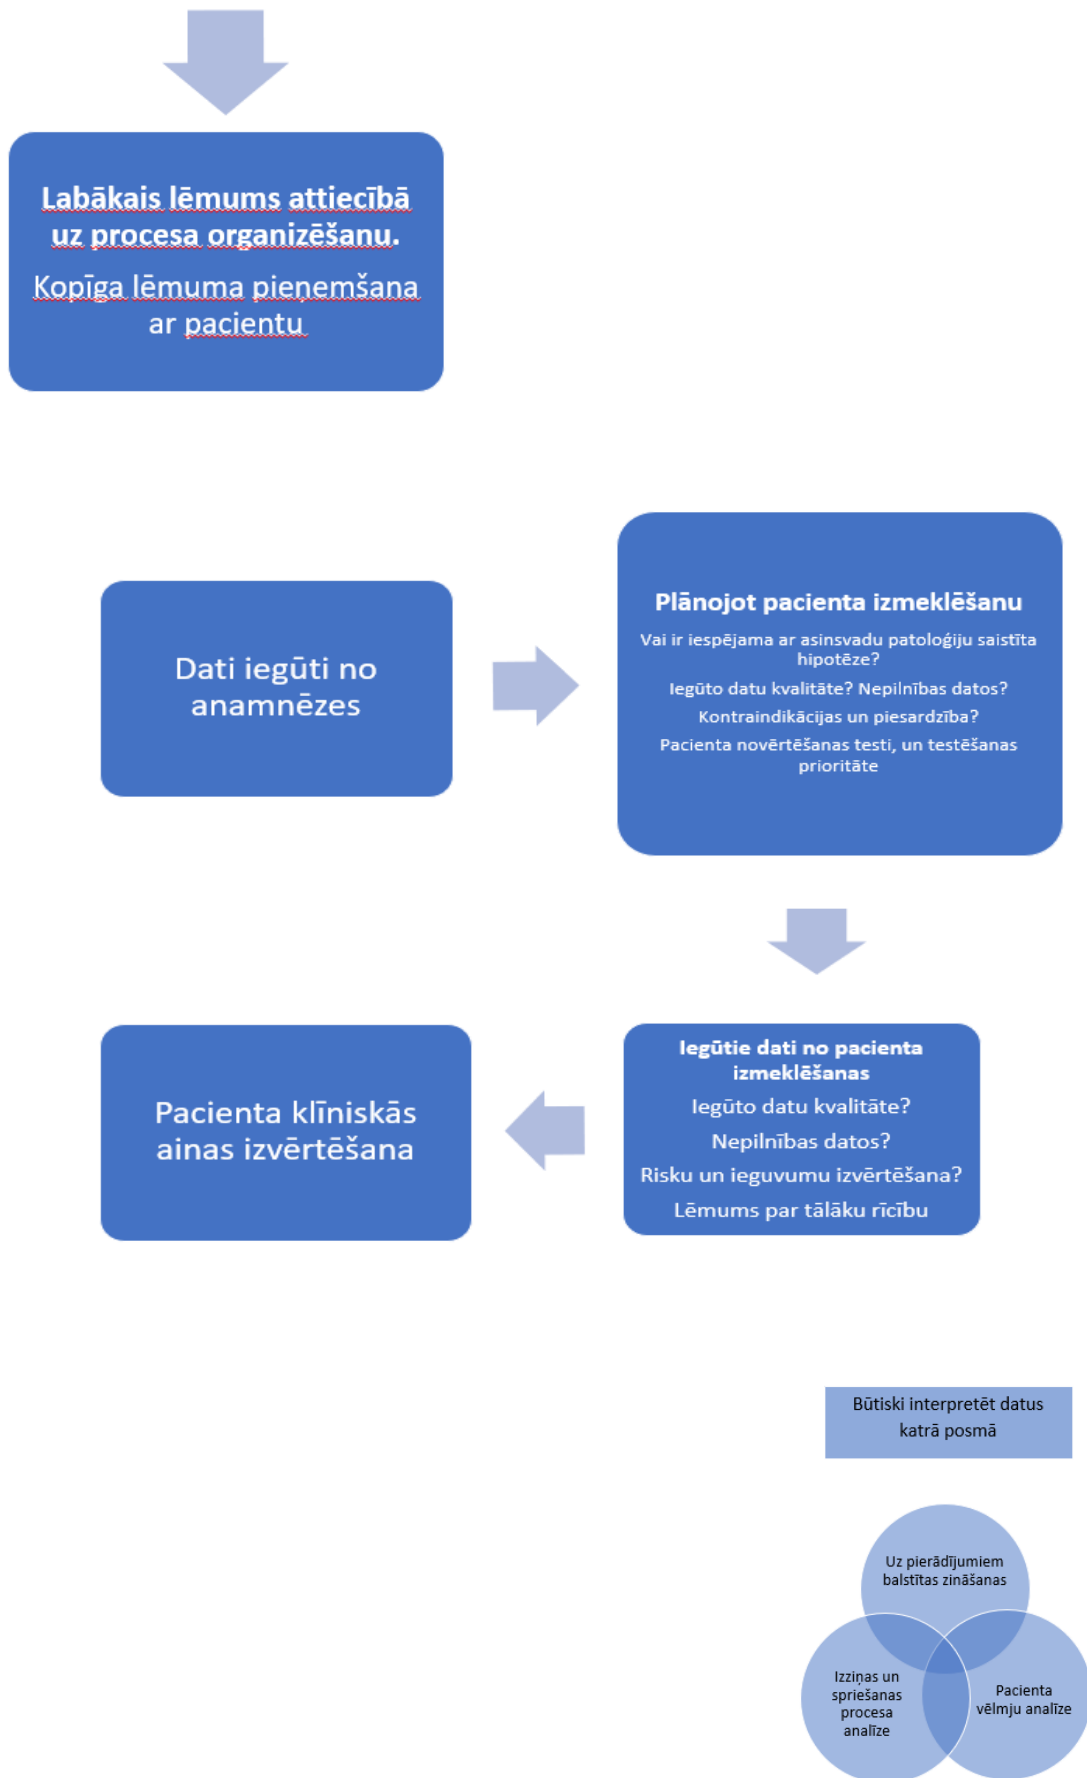 Labākais lēmums attiecībā
uz procesa organizēšanu.
Kopīga lēmuma pieņemšana
ar pacientu
Dati iegūti no
anamnēzes
Plānojot pacienta izmeklēšanu
Vai ir iespējama ar asinsvadu patoloģiju saistīta
hipotēze?
Iegūto datu kvalitāte? Nepilnības datos?
Kontraindikācijas un piesardzība?
Pacienta novērtēšanas testi, un testēšanas
prioritāte
Iegūtie dati no pacienta
izmeklēšanas
Iegūto datu kvalitāte?
Nepilnības datos?
Risku un ieguvumu izvērtēšana?
Lēmums par tālāku rīcību
Pacienta klīniskās
ainas izvērtēšana
Būtiski interpretēt datus
katrā posmā
Uz pierādījumiem
balstītas zināšanas
Izziņas un
spriešanas
procesa
analīze
Pacienta
vēlmju analīze